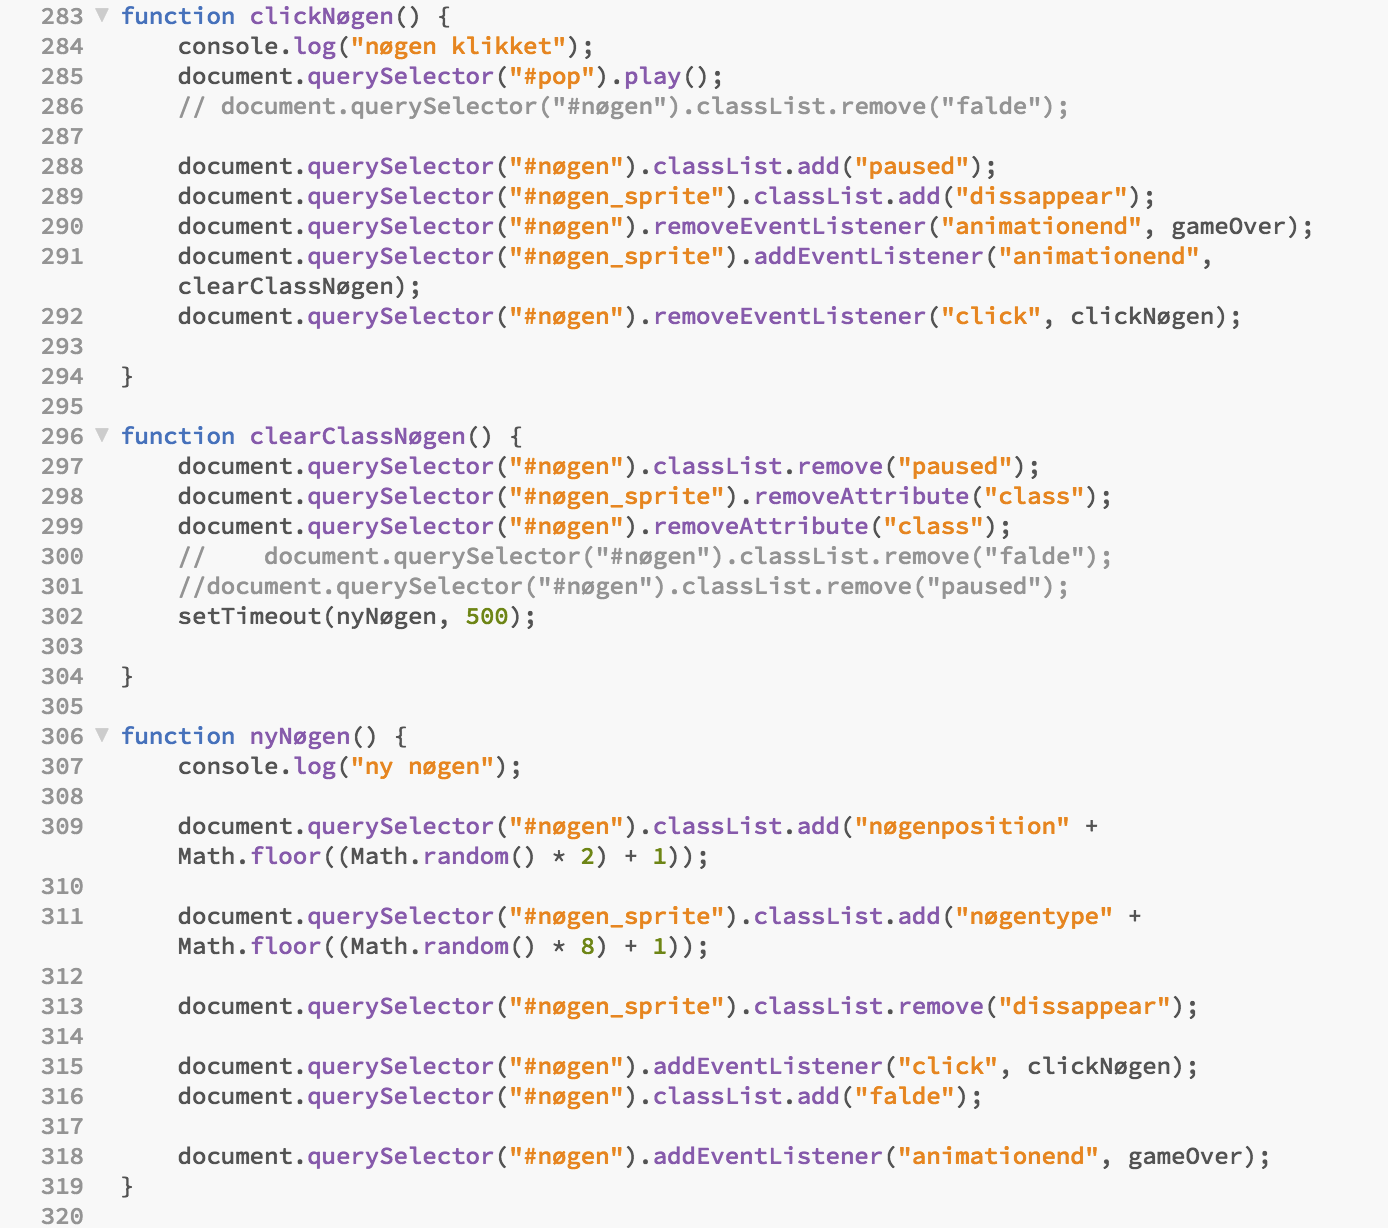 283 ▼ function clickNøgen() {
284 console.log("nøgen klikket");
285 document.querySelector("#pop").play();
286 // document.querySelector("#nøgen").classList.remove("falde");
287
288 document.querySelector("#nøgen").classList.add("paused");
289 document.querySelector("#nøgen_sprite").classList.add("dissappear");
290 document.querySelector("#nøgen").removeEventListener("animationend", gameOver);
291 document.querySelector("#nøgen_sprite").addEventListener("animationend",
clearClassNøgen);
292 document.querySelector("#nøgen").removeEventListener("click", clickNøgen);
293
294 }
295
296 ▼ function clearClassNøgen() {
297 document.querySelector("#nøgen").classList.remove("paused");
298 document.querySelector("#nøgen_sprite").removeAttribute("class");
299 document.querySelector("#nøgen").removeAttribute("class");
300 //    document.querySelector("#nøgen").classList.remove("falde");
301 //document.querySelector("#nøgen").classList.remove("paused");
302 setTimeout(nyNøgen, 500);
303
304 }
305
306 ▼ function nyNøgen() {
307 console.log("ny nøgen");
308
309 document.querySelector("#nøgen").classList.add("nøgenposition" +
Math.floor((Math.random() * 2) + 1));
310
311 document.querySelector("#nøgen_sprite").classList.add("nøgentype" +
Math.floor((Math.random() * 8) + 1));
312
313 document.querySelector("#nøgen_sprite").classList.remove("dissappear");
314
315 document.querySelector("#nøgen").addEventListener("click", clickNøgen);
316 document.querySelector("#nøgen").classList.add("falde");
317
318 document.querySelector("#nøgen").addEventListener("animationend", gameOver);
319 }
320